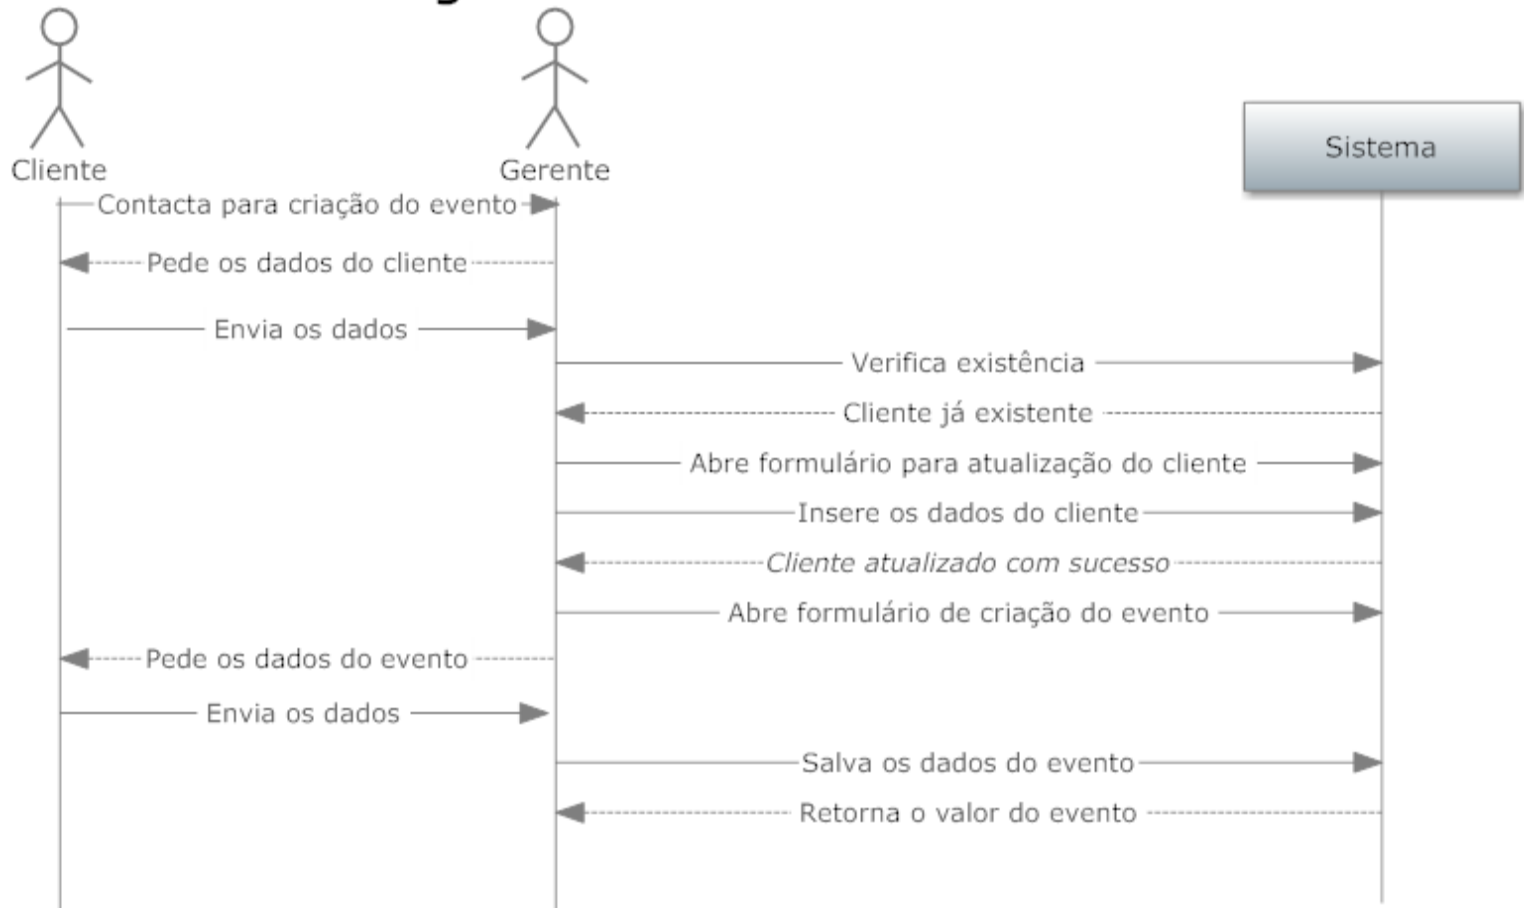 Cliente
Gerente
Sistema
Contacta para criação do evento
Pede os dados do cliente
Envia os dados
Verifica existência
Cliente já existente
Abre formulário para atualização do cliente
Insere os dados do cliente
Cliente atualizado com sucesso
Abre formulário de criação do evento
Pede os dados do evento
Envia os dados
Salva os dados do evento
Retorna o valor do evento